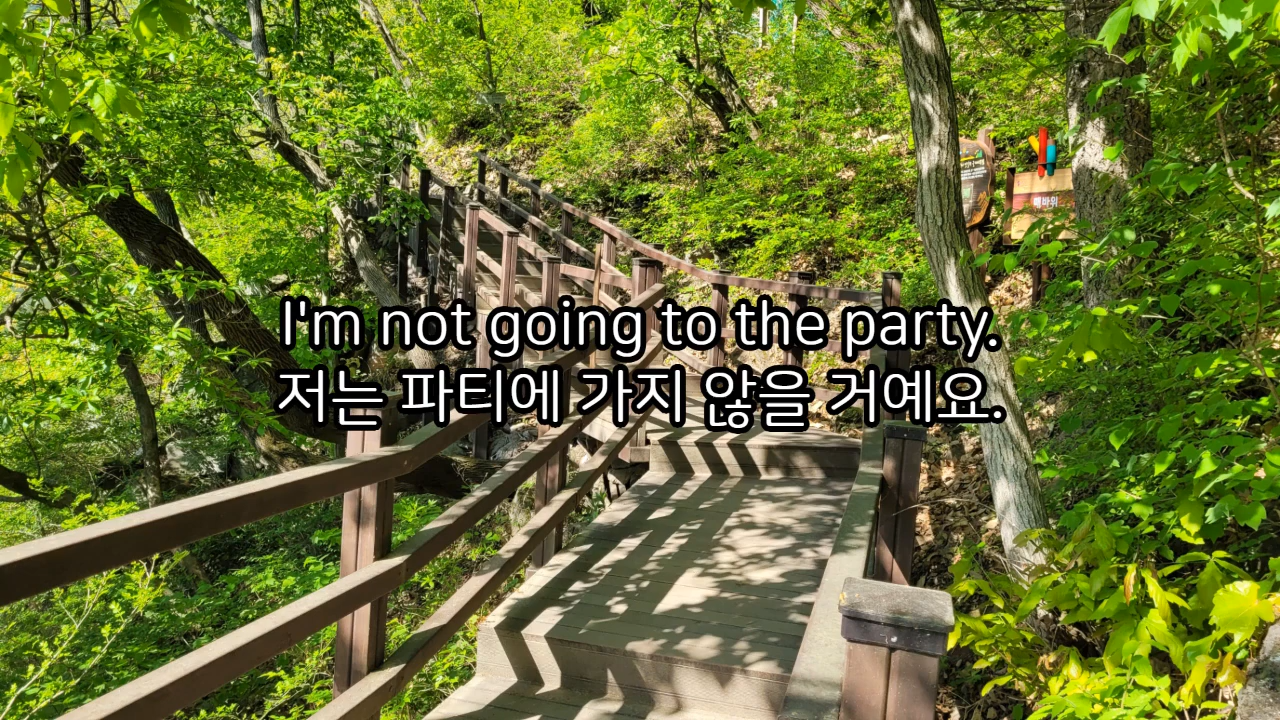 I'm not going to the party.
저는 파티에 가지 않을 거예요.